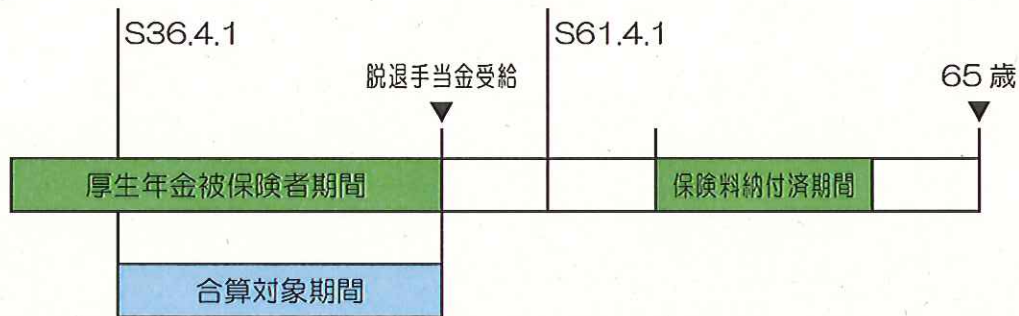 S36.4.1
S61.4.1
脱退手当金受給
65歳
▼
▼
厚生年金被保険者期間
保険料納付済期間
合算対象期間